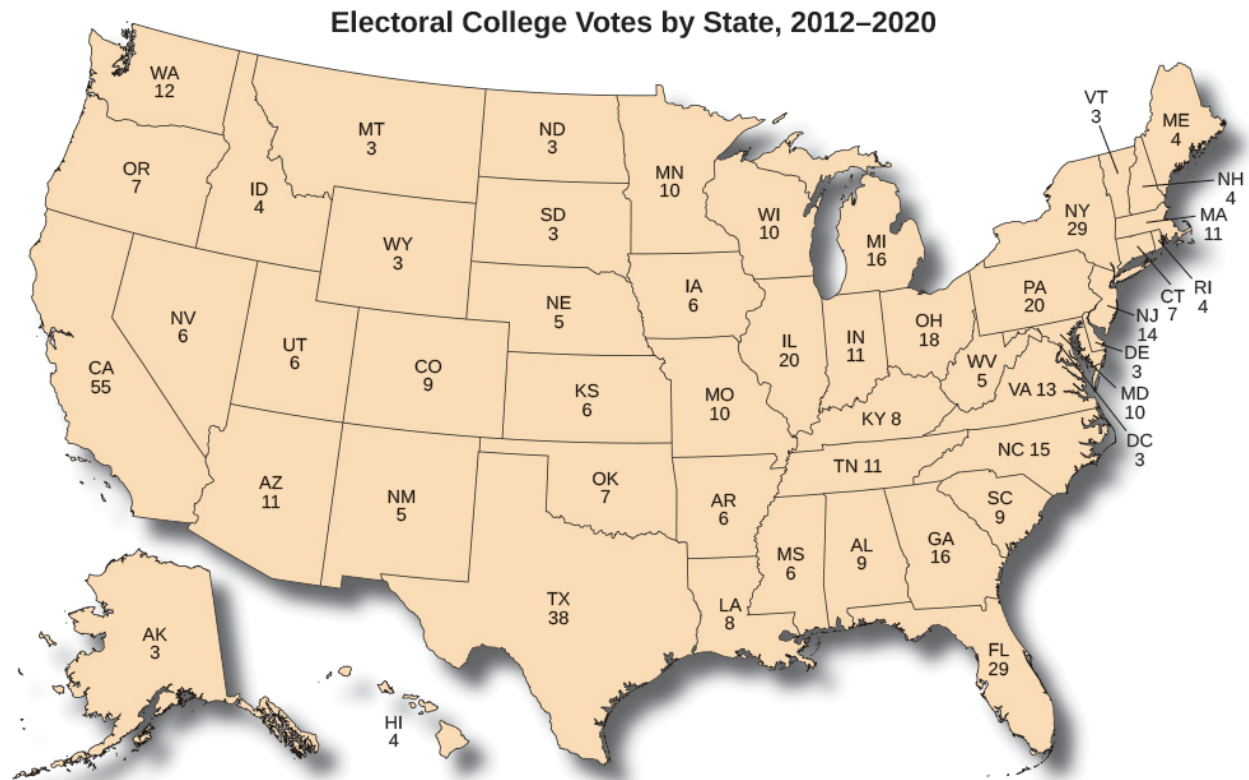 Electoral College Votes by State, 2012–2020
WA
12
OR
7
CA
55
ID
4
NV
6
MT
3
WY
3
UT
6
CO
9
AZ
11
NM
5
ND
3
SD
3
NE
5
KS
6
OK
7
TX
38
MN
10
IA
6
MO
10
AR
6
LA
8
WI
10
IL
20
MI
16
IN
11
OH
18
KY 8
TN 11
MS
6
AL
9
GA
16
FL
29
SC
9
NC 15
VA 13
WV
5
PA
20
NY
29
VT
3
ME
4
NH
4
MA
11
RI
4
CT
7
NJ
14
DE
3
MD
10
DC
3
AK
3
HI
4